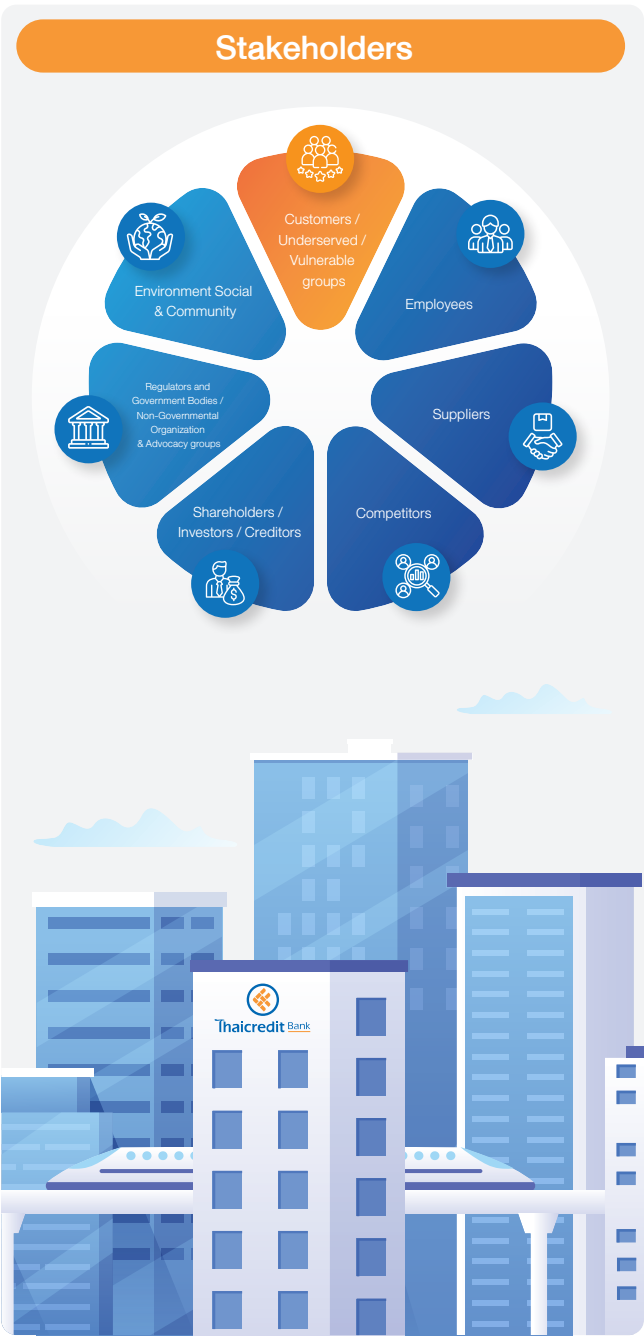 Stakeholders
Customers /
Underserved /
Vulnerable
groups
Employees
Suppliers
Competitors
Shareholders /
Investors / Creditors
Regulators and
Government Bodies /
Non-Governmental
Organization
& Advocacy groups
Environment Social
& Community
Thaicredit Bank